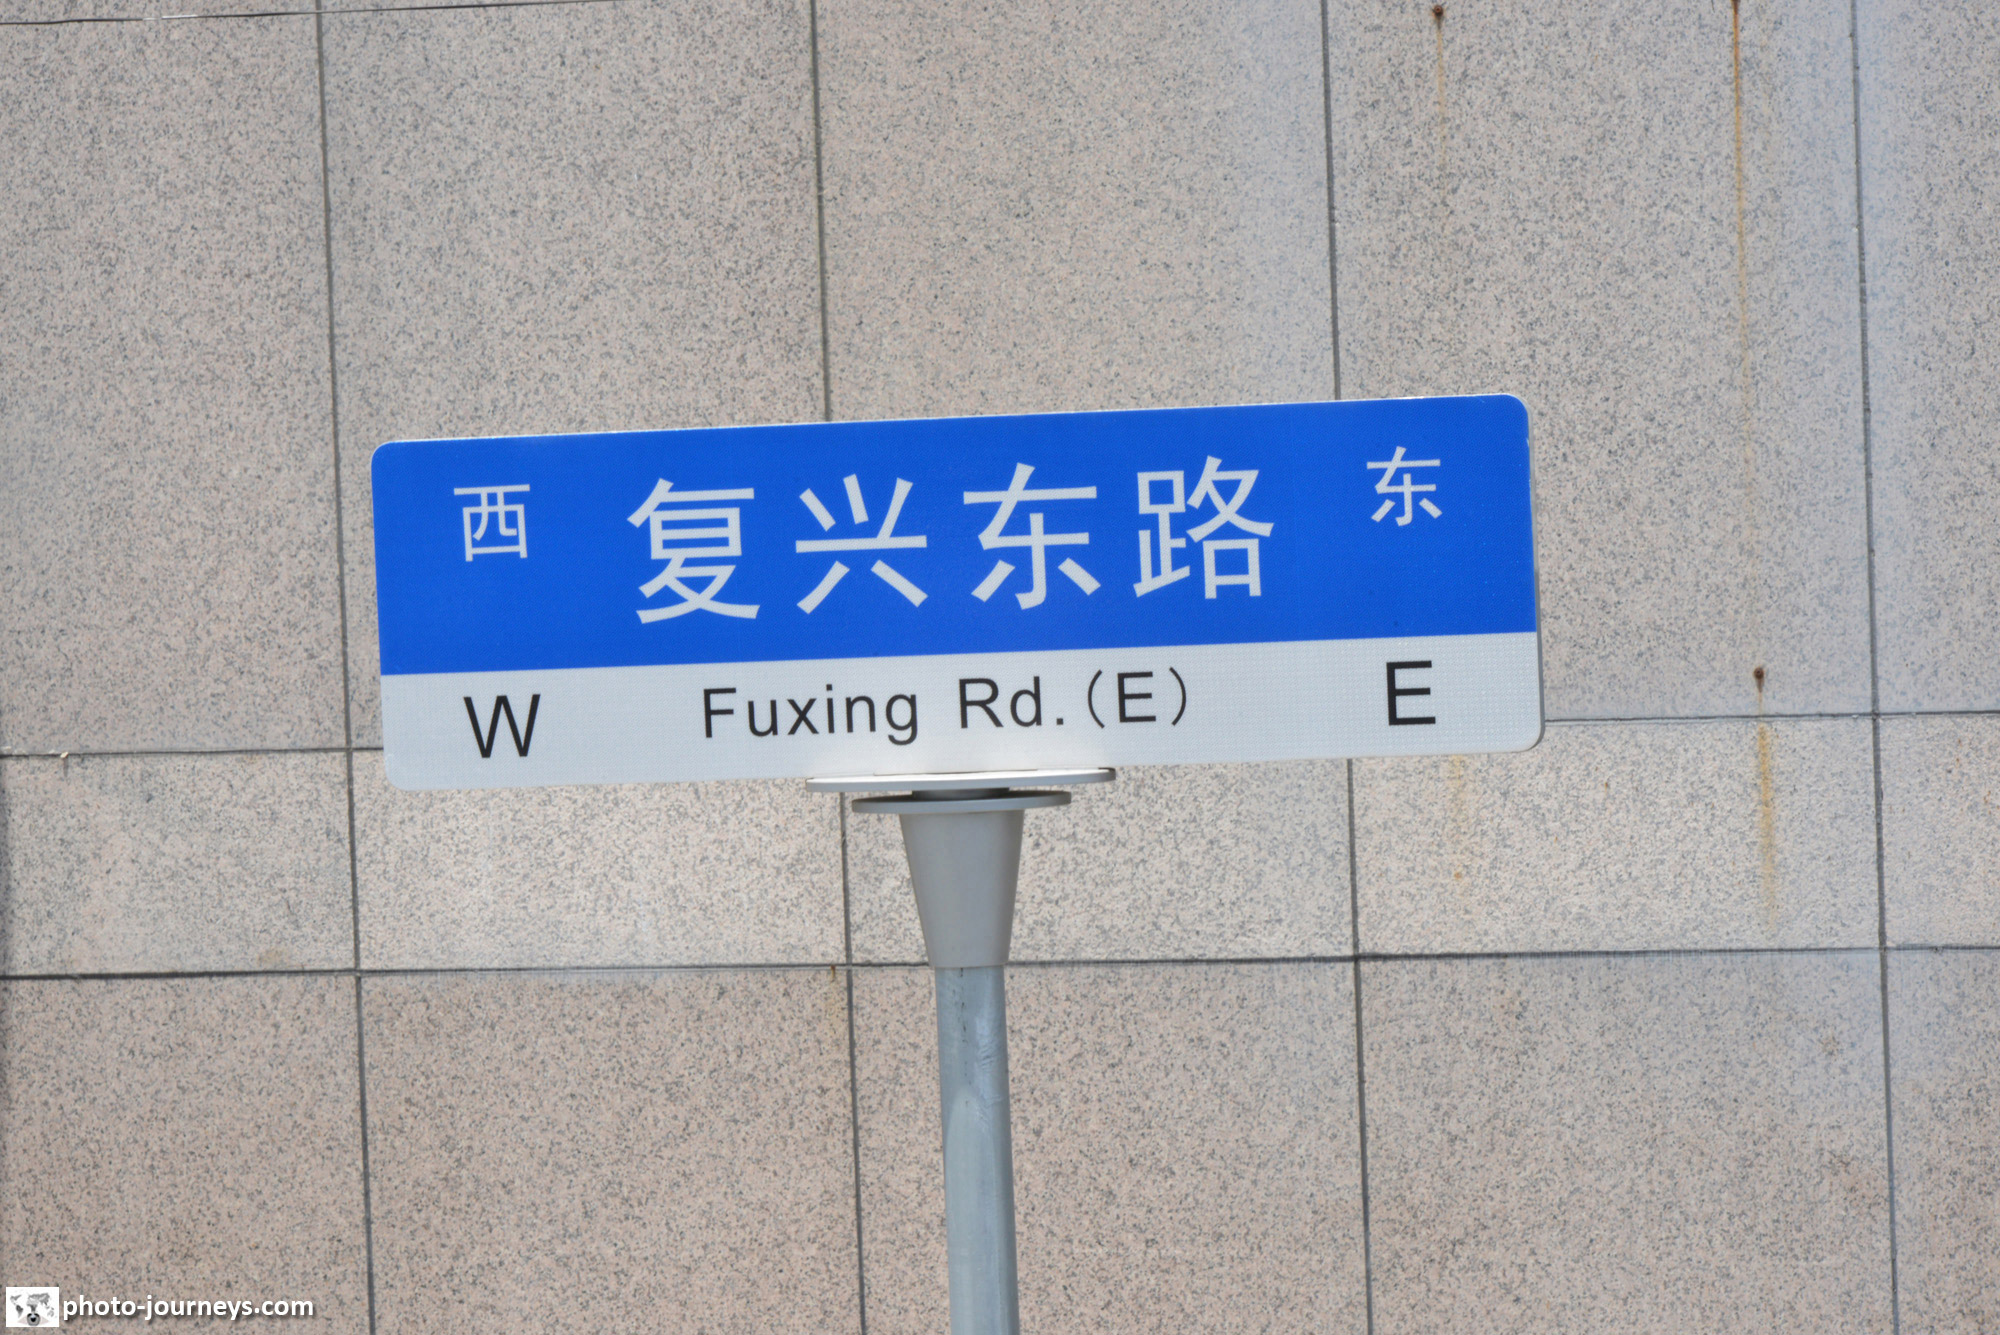 西 复兴东路 东
W Fuxing Rd.(E) E
photo-journeys.com